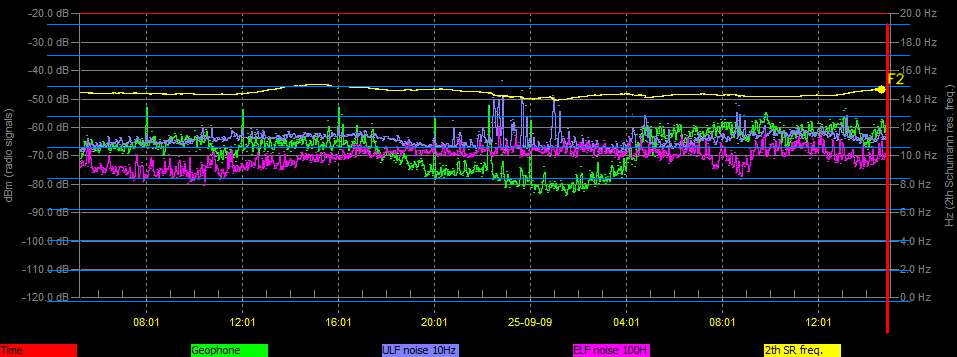 -20.0 dB 20.0 Hz
-30.0 dB 18.0 Hz
-40.0 dB 16.0 Hz
F2
-50.0 dB 14.0 Hz
-60.0 dB 12.0 Hz
-70.0 dB 10.0 Hz
-80.0 dB 8.0 Hz
-90.0 dB 6.0 Hz
-100.0 dB 4.0 Hz
-110.0 dB 2.0 Hz
-120.0 dB 0.0 Hz
dBm (radio signals)
Hz (2th Schumann res. freq.)
08:01 12:01 16:01 20:01 25-09-09 04:01 08:01 12:01
Time Geophone ULF noise 10Hz ELF noise 100H 2th SR freq.